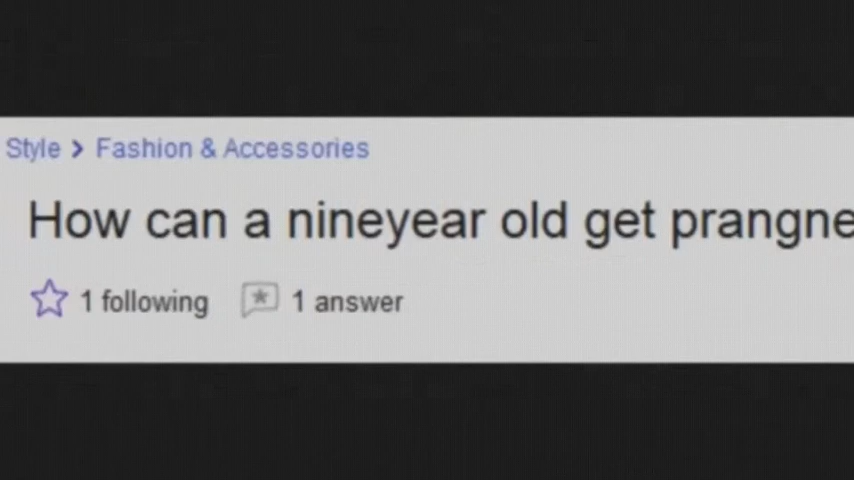 Style > Fashion & Accessories
How can a nineyear old get prangne
1 following 1 answer